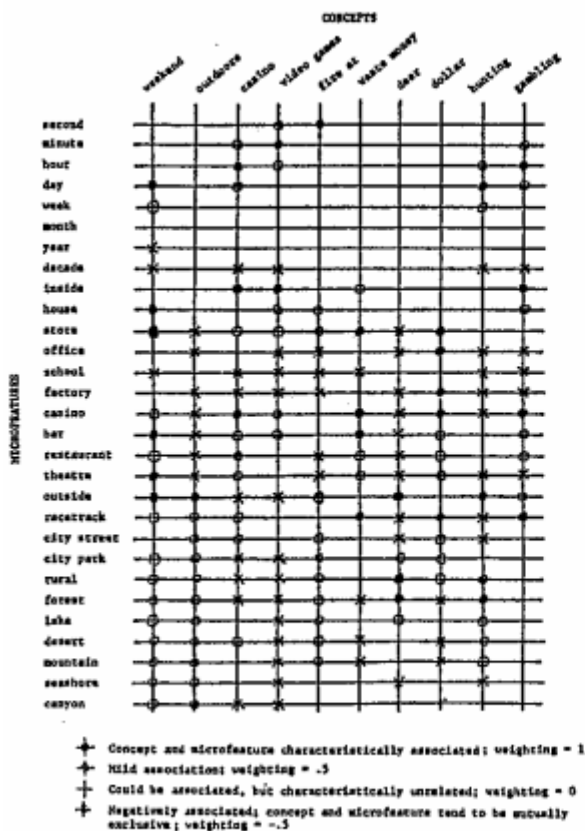 CONCEPTS
weekend
outdoors
casino
video games
fire at
waste money
deer
dollar
hunting
gambling
MICROFEATURES
second
minute
hour
day
week
month
year
decade
inside
house
store
office
school
factory
casino
bar
restaurant
theatre
outside
racetrack
city street
city park
rural
forest
lake
desert
mountain
seashore
canyon
Concept and microfeature characteristically associated; weighting = 1
Mild association; weighting = .5
Could be associated, but characteristically unrelated; weighting = 0
Negatively associated; concept and microfeature tend to be mutually
exclusive; weighting = -.5